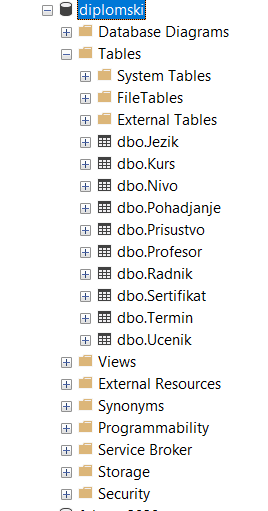 diplomski
Database Diagrams
Tables
System Tables
FileTables
External Tables
dbo.Jezik
dbo.Kurs
dbo.Nivo
dbo.Pohadjanje
dbo.Prisustvo
dbo.Profesor
dbo.Radnik
dbo.Sertifikat
dbo.Termin
dbo.Ucenik
Views
External Resources
Synonyms
Programmability
Service Broker
Storage
Security